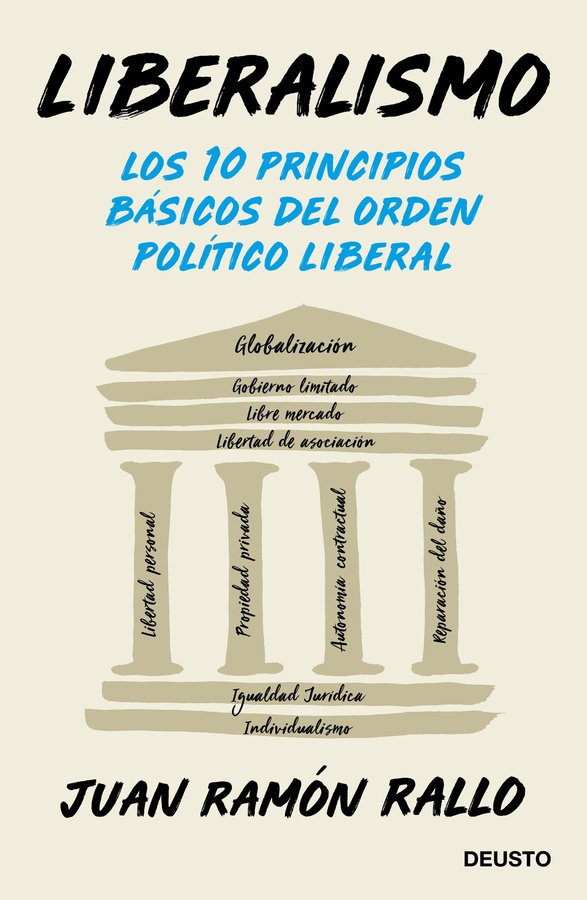 LIBERALISMO
LOS 10 PRINCIPIOS
BÁSICOS DEL ORDEN
POLÍTICO LIBERAL
Globalización
Gobierno limitado
Libre mercado
Libertad de asociación
Libertad personal
Propiedad privada
Autonomía contractual
Reparación del daño
Igualdad Jurídica
Individualismo
JUAN RAMÓN RALLO
DEUSTO